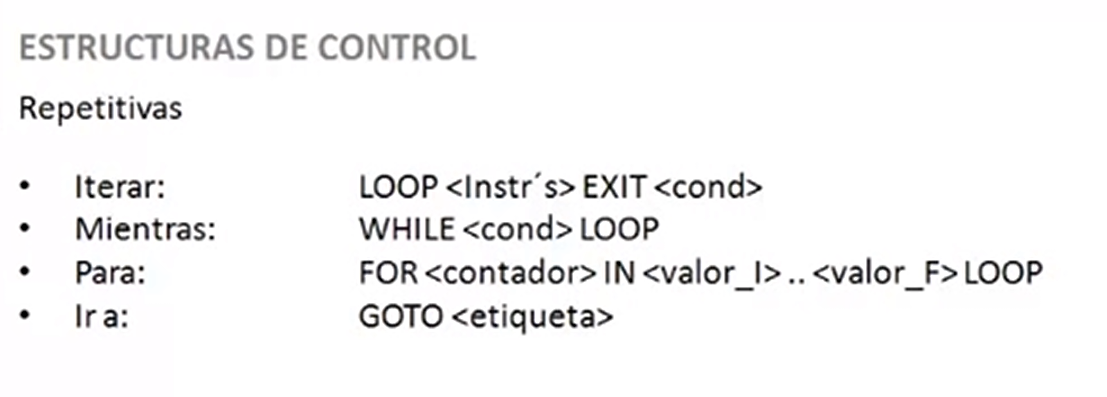 ESTRUCTURAS DE CONTROL
Repetitivas
• Iterar: LOOP <Instr´s> EXIT <cond>
• Mientras: WHILE <cond> LOOP
• Para: FOR <contador> IN <valor_I> .. <valor_F> LOOP
• Ir a: GOTO <etiqueta>